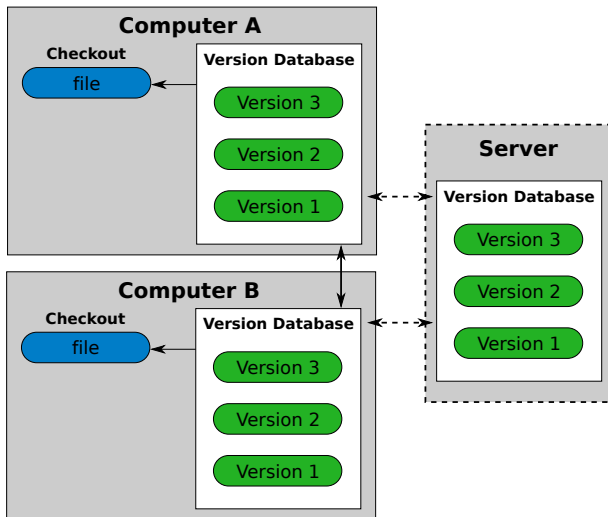 Computer A
Checkout
file
Version Database
Version 3
Version 2
Version 1
Server
Version Database
Version 3
Version 2
Version 1
Computer B
Checkout
file
Version Database
Version 3
Version 2
Version 1